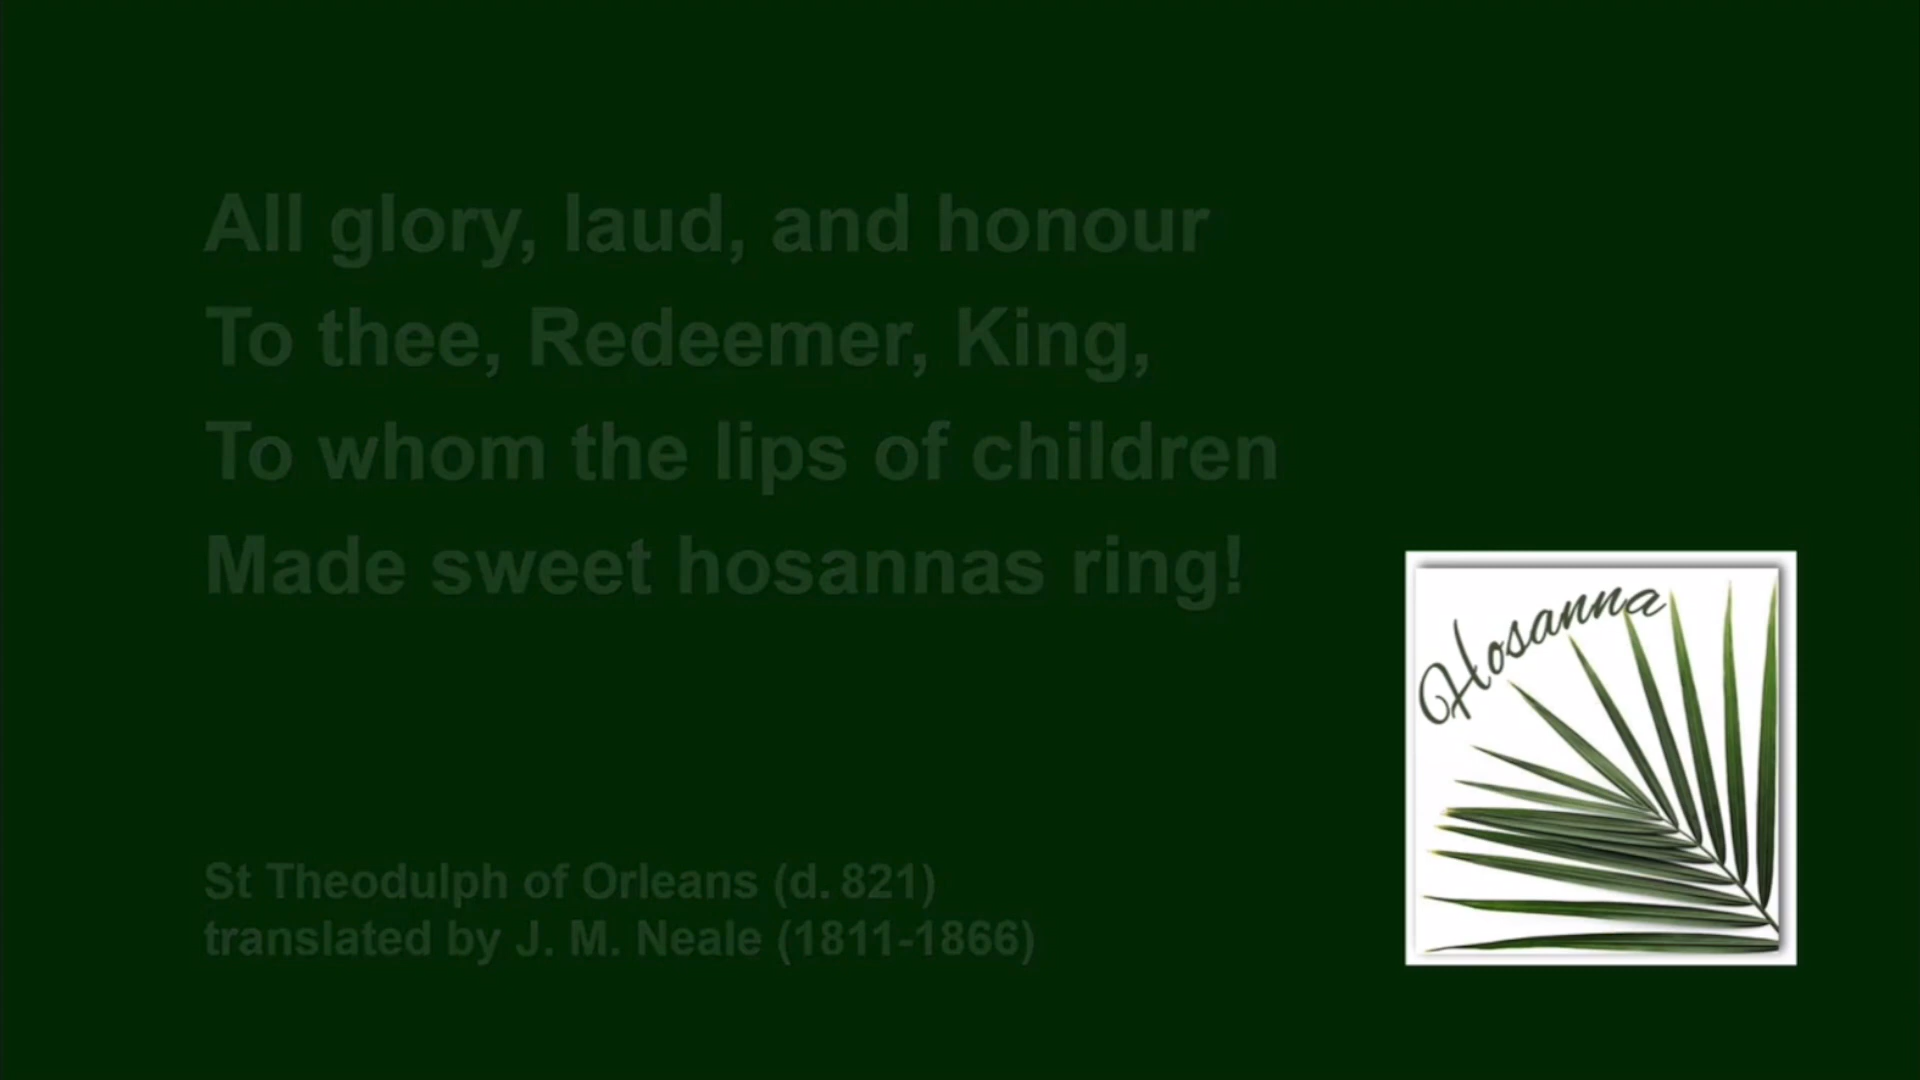 All glory, laud, and honour
To thee, Redeemer, King,
To whom the lips of children
Made sweet hosannas ring!
Hosanna
St Theodulph of Orleans (d. 821)
translated by J. M. Neale (1811-1866)